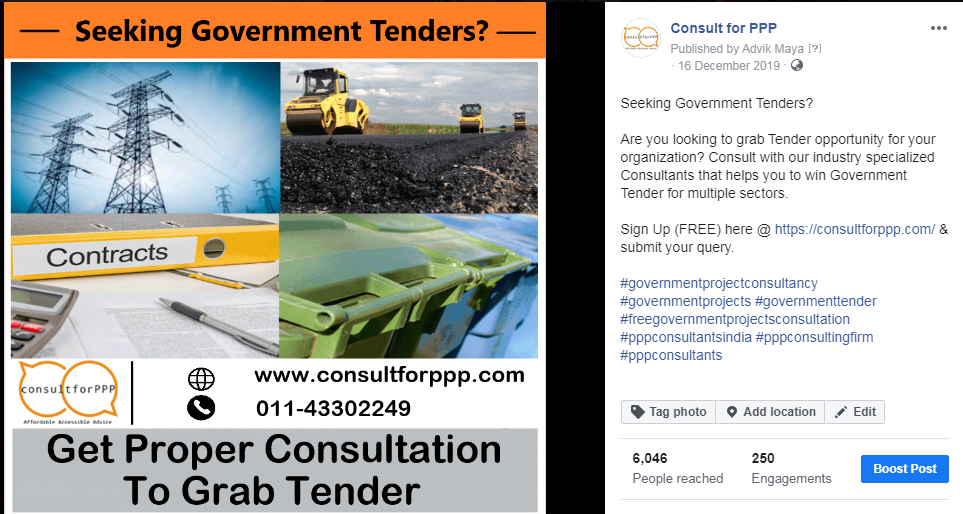 Seeking Government Tenders?
Contracts
consultforPPP
Affordable Accessible Advice
www.consultforppp.com
011-43302249
Get Proper Consultation
To Grab Tender
Consult for PPP
Published by Advik Maya [?]
· 16 December 2019 ·
Seeking Government Tenders?
Are you looking to grab Tender opportunity for your
organization? Consult with our industry specialized
Consultants that helps you to win Government
Tender for multiple sectors.
Sign Up (FREE) here @ https://consultforppp.com/ &
submit your query.
#governmentprojectconsultancy
#governmentprojects #governmenttender
#freegovernmentprojectsconsultation
#pppconsultantsindia #pppconsultingfirm
#pppconsultants
Tag photo Add location Edit
6,046 250
People reached Engagements
Boost Post